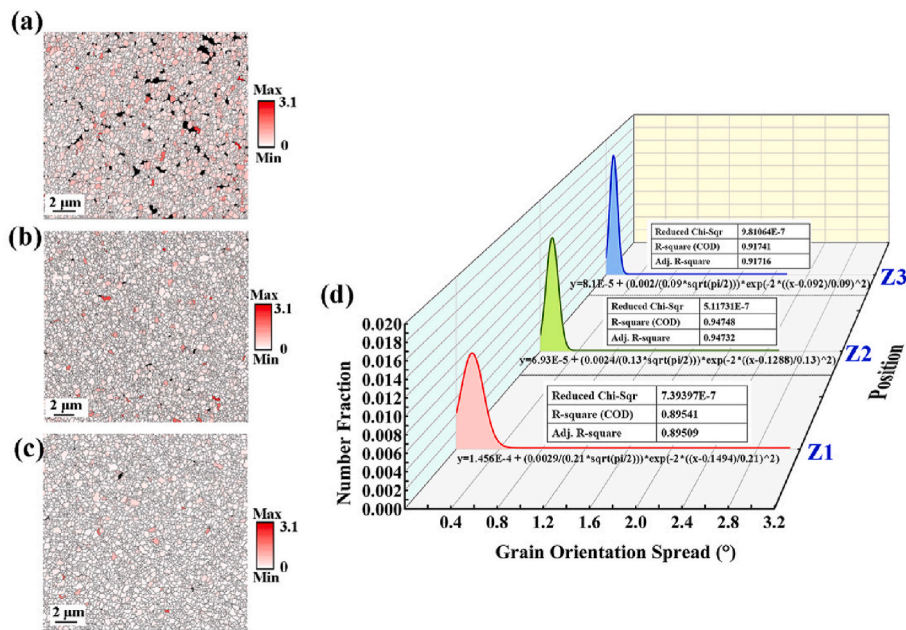 (a)
Max
3.1
0
Min
2 μm
(b)
Max
3.1
0
Min
2 μm
(c)
Max
3.1
0
Min
2 μm
(d)
Number Fraction
0.020
0.018
0.016
0.014
0.012
0.010
0.008
0.006
0.004
0.002
0.000
0.4 0.8 1.2 1.6 2.0 2.4 2.8 3.2
Grain Orientation Spread (°)
Position
Z3
Z2
Z1
Reduced Chi-Sqr 9.81064E-7
R-square (COD) 0.91741
Adj. R-square 0.91716
y=8.1E-5 + (0.002/(0.09*sqrt(pi/2)))*exp(-2*((x-0.092)/0.09)^2)
Reduced Chi-Sqr 5.11731E-7
R-square (COD) 0.94748
Adj. R-square 0.94732
y=6.93E-5 + (0.0024/(0.13*sqrt(pi/2)))*exp(-2*((x-0.1288)/0.13)^2)
Reduced Chi-Sqr 7.39397E-7
R-square (COD) 0.89541
Adj. R-square 0.89509
y=1.456E-4 + (0.0029/(0.21*sqrt(pi/2)))*exp(-2*((x-0.1494)/0.21)^2)